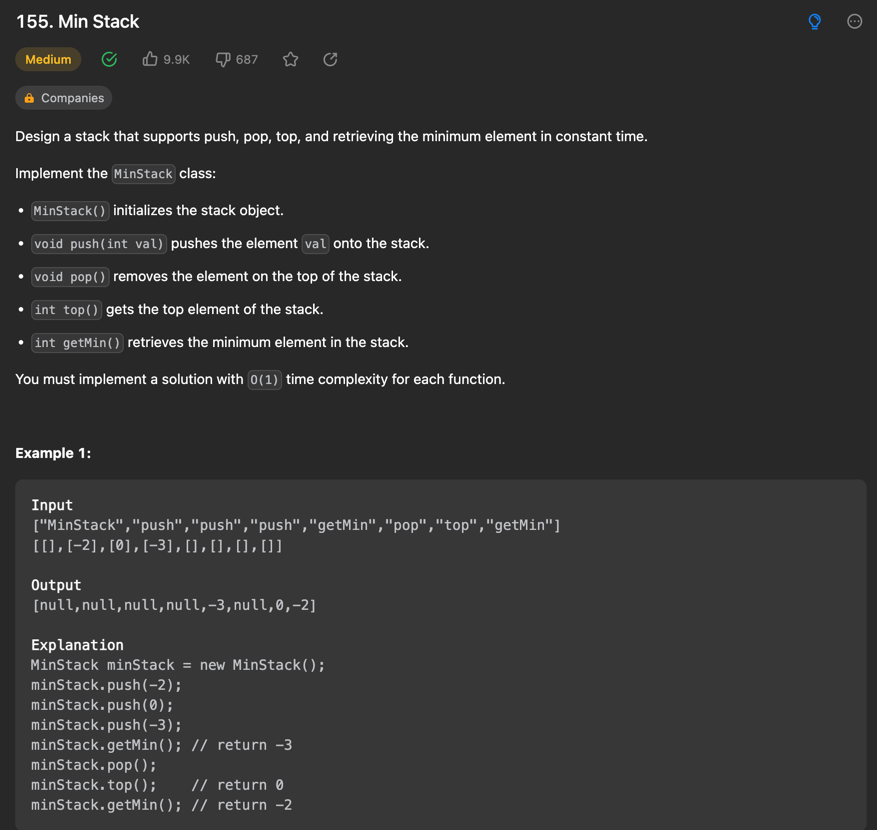 155. Min Stack
Medium 9.9K 687
Companies
Design a stack that supports push, pop, top, and retrieving the minimum element in constant time.
Implement the MinStack class:
• MinStack() initializes the stack object.
• void push(int val) pushes the element val onto the stack.
• void pop() removes the element on the top of the stack.
• int top() gets the top element of the stack.
• int getMin() retrieves the minimum element in the stack.
You must implement a solution with O(1) time complexity for each function.
Example 1:
Input
["MinStack","push","push","push","getMin","pop","top","getMin"]
[[],[-2],[0],[-3],[],[],[],[]]
Output
[null,null,null,null,-3,null,0,-2]
Explanation
MinStack minStack = new MinStack();
minStack.push(-2);
minStack.push(0);
minStack.push(-3);
minStack.getMin(); // return -3
minStack.pop();
minStack.top();    // return 0
minStack.getMin(); // return -2